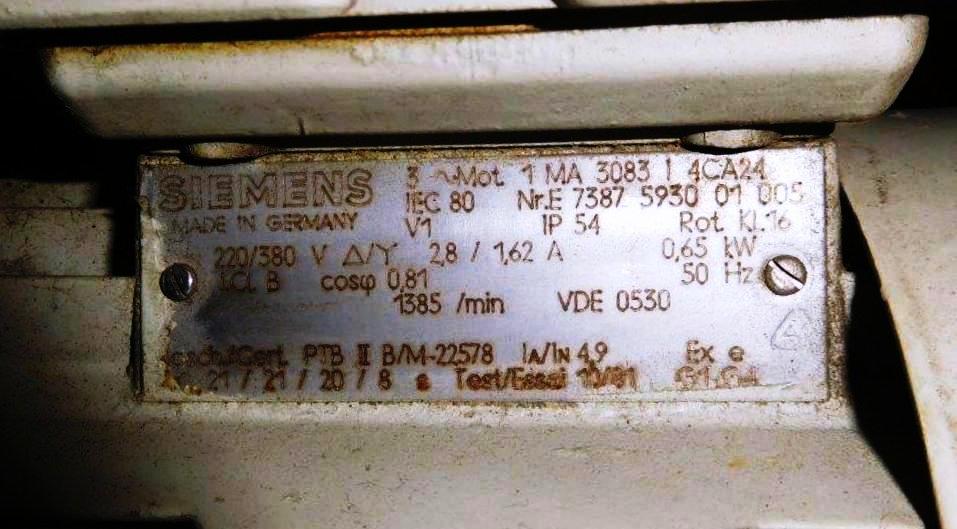 SIEMENS 3 ~Mot. 1 MA 3083 I 4CA24
IEC 80 Nr.E 7387 5930 01 005
MADE IN GERMANY V1 IP 54 Rot. KL.16
220/380 V Δ/Y 2,8 / 1,62 A 0,65 kW
I.Cl. B cosφ 0,81 50 Hz
1385 /min VDE 0530
PTB II B/M-22578 IA/IN 4,9 Ex e
21 / 21 / 20 / 8 s Test/Essai 10/81 G1-G4